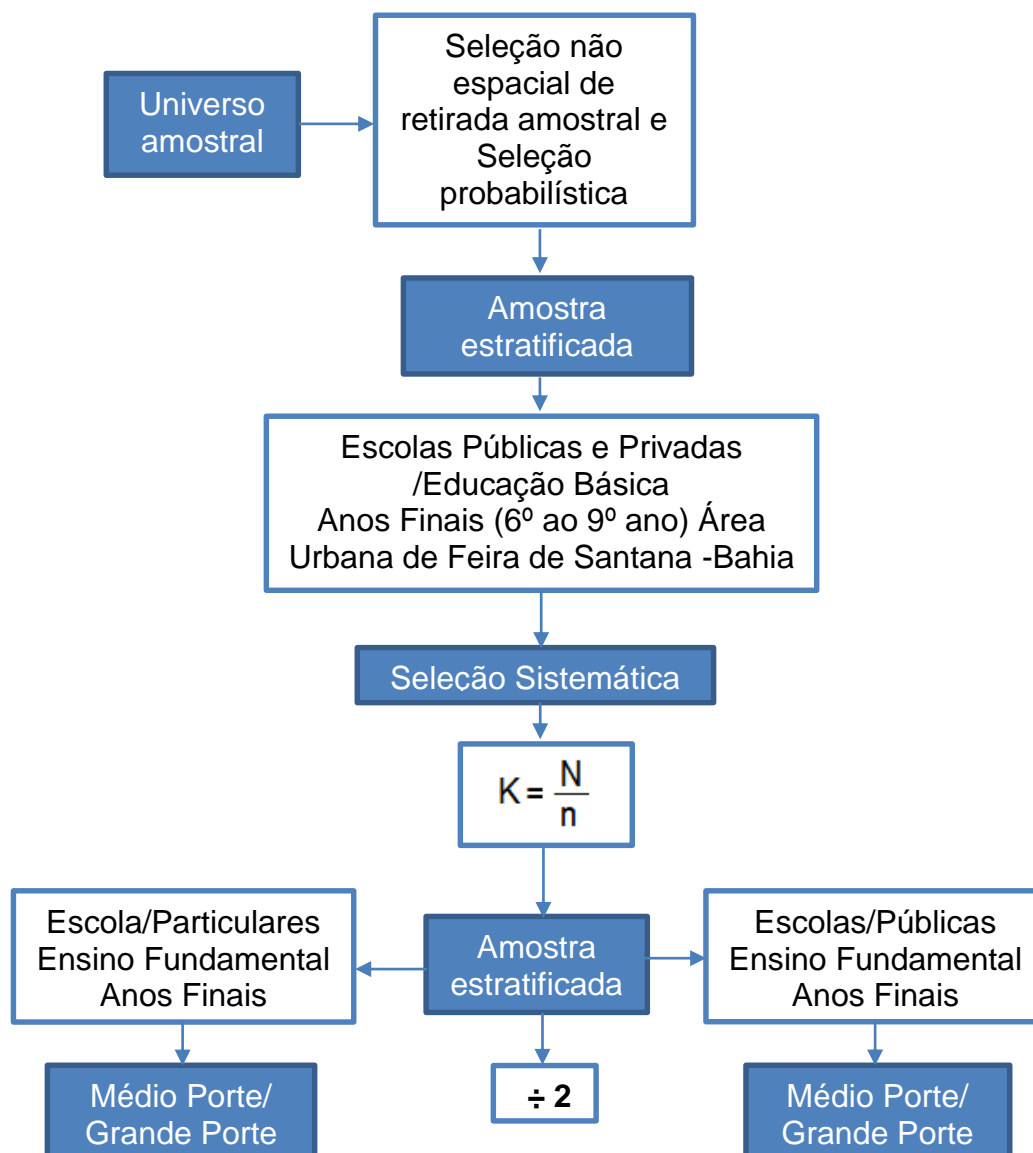 Universo
amostral
Seleção não
espacial de
retirada amostral e
Seleção
probabilística
Amostra
estratificada
Escolas Públicas e Privadas
/Educação Básica
Anos Finais (6º ao 9º ano) Área
Urbana de Feira de Santana -Bahia
Seleção Sistemática
K = N/n
Escola/Particulares
Ensino Fundamental
Anos Finais
Amostra
estratificada
Escolas/Públicas
Ensino Fundamental
Anos Finais
Médio Porte/
Grande Porte
÷ 2
Médio Porte/
Grande Porte